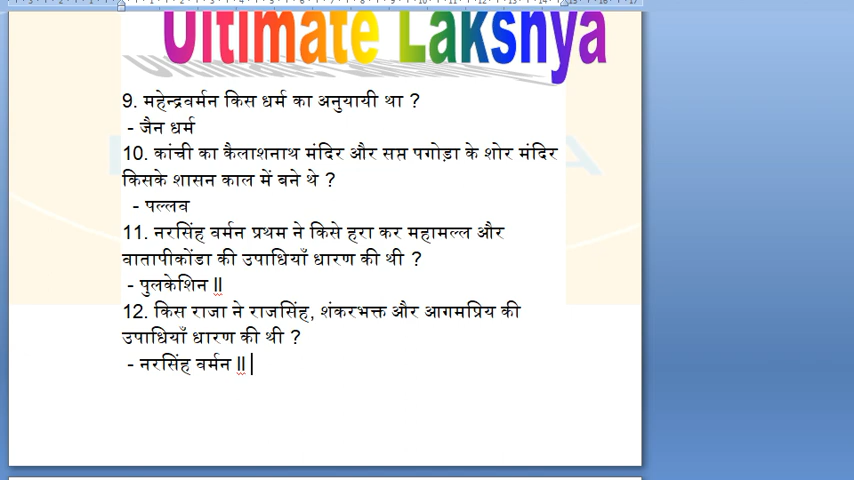 Ultimate Lakshya
9. महेन्द्रवर्मन किस धर्म का अनुयायी था ?
- जैन धर्म
10. कांची का कैलाशनाथ मंदिर और सप्त पगोड़ा के शोर मंदिर
किसके शासन काल में बने थे ?
- पल्लव
11. नरसिंह वर्मन प्रथम ने किसे हरा कर महामल्ल और
वातापीकोंडा की उपाधियाँ धारण की थी ?
- पुलकेशिन ll
12. किस राजा ने राजसिंह, शंकरभक्त और आगमप्रिय की
उपाधियाँ धारण की थी ?
- नरसिंह वर्मन ll